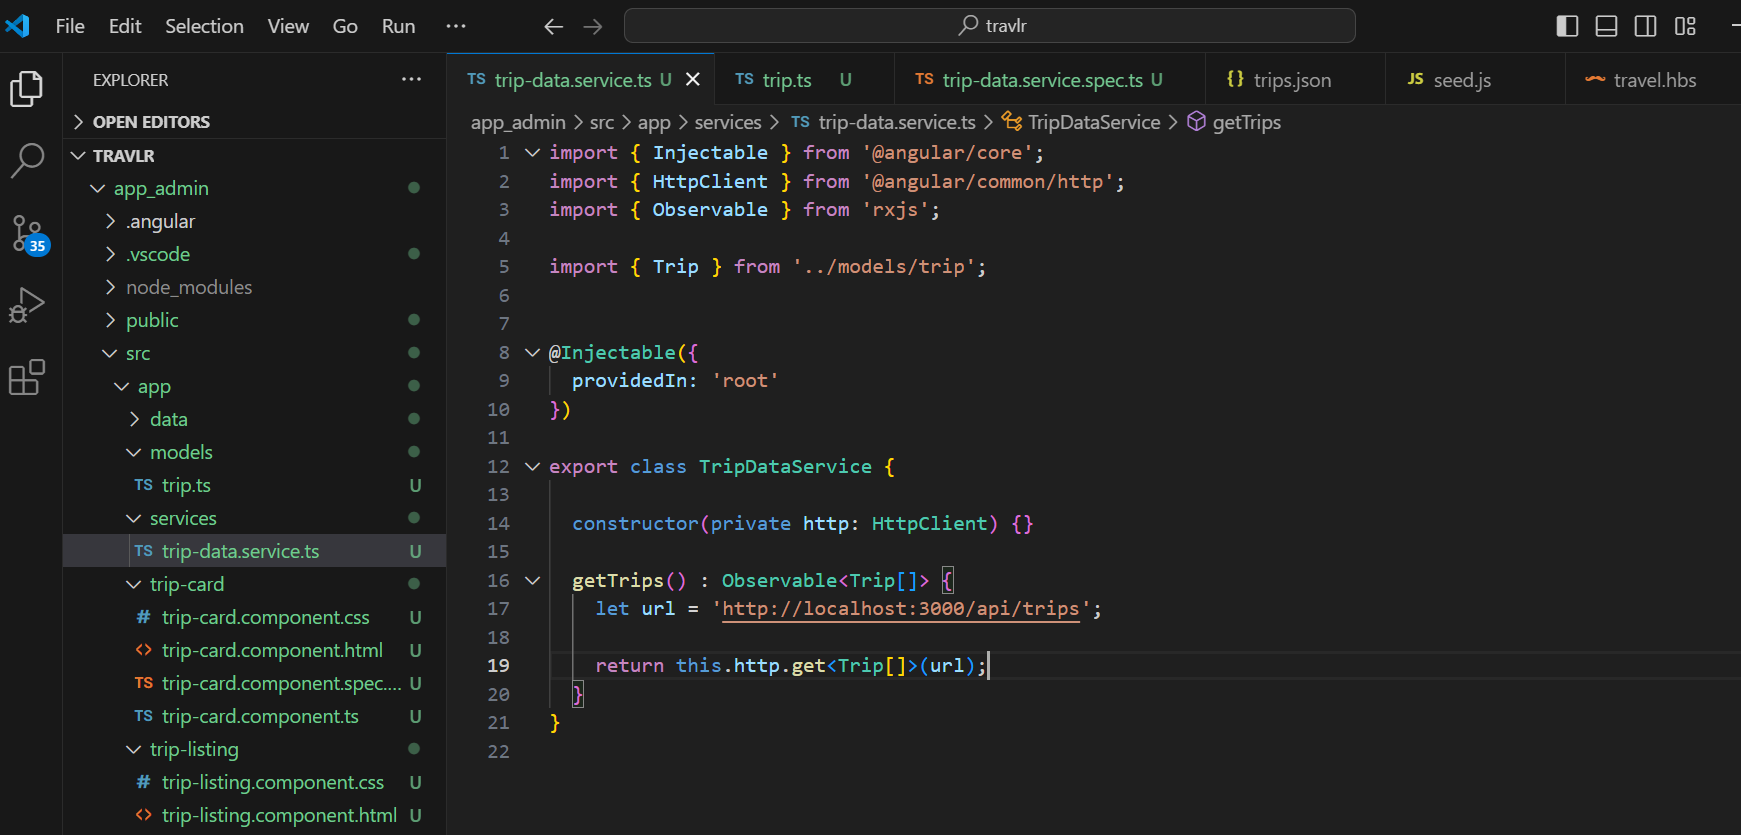 File Edit Selection View Go Run ··· travlr
EXPLORER ···
OPEN EDITORS
TRAVLR
app_admin
.angular
.vscode
node_modules
public
src
app
data
models
TS trip.ts U
services
TS trip-data.service.ts U
trip-card
# trip-card.component.css U
<> trip-card.component.html U
TS trip-card.component.spec.... U
TS trip-card.component.ts U
trip-listing
# trip-listing.component.css U
<> trip-listing.component.html U
35
TS trip-data.service.ts U TS trip.ts U TS trip-data.service.spec.ts U {} trips.json JS seed.js travel.hbs
app_admin > src > app > services > TS trip-data.service.ts > TripDataService > getTrips
1 import { Injectable } from '@angular/core';
2 import { HttpClient } from '@angular/common/http';
3 import { Observable } from 'rxjs';
4
5 import { Trip } from '../models/trip';
6
7
8 @Injectable({
9 providedIn: 'root'
10 })
11
12 export class TripDataService {
13
14 constructor(private http: HttpClient) {}
15
16 getTrips() : Observable<Trip[]> {
17 let url = 'http://localhost:3000/api/trips';
18
19 return this.http.get<Trip[]>(url);
20 }
21 }
22